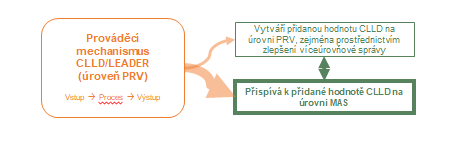 Prováděcí
mechanismus
CLLD/LEADER
(úroveň PRV)
Vstup → Proces → Výstup
Vytváří přidanou hodnotu CLLD na
úrovni PRV, zejména prostřednictvím
zlepšení víceúrovňové správy
Přispívá k přidané hodnotě CLLD na
úrovni MAS